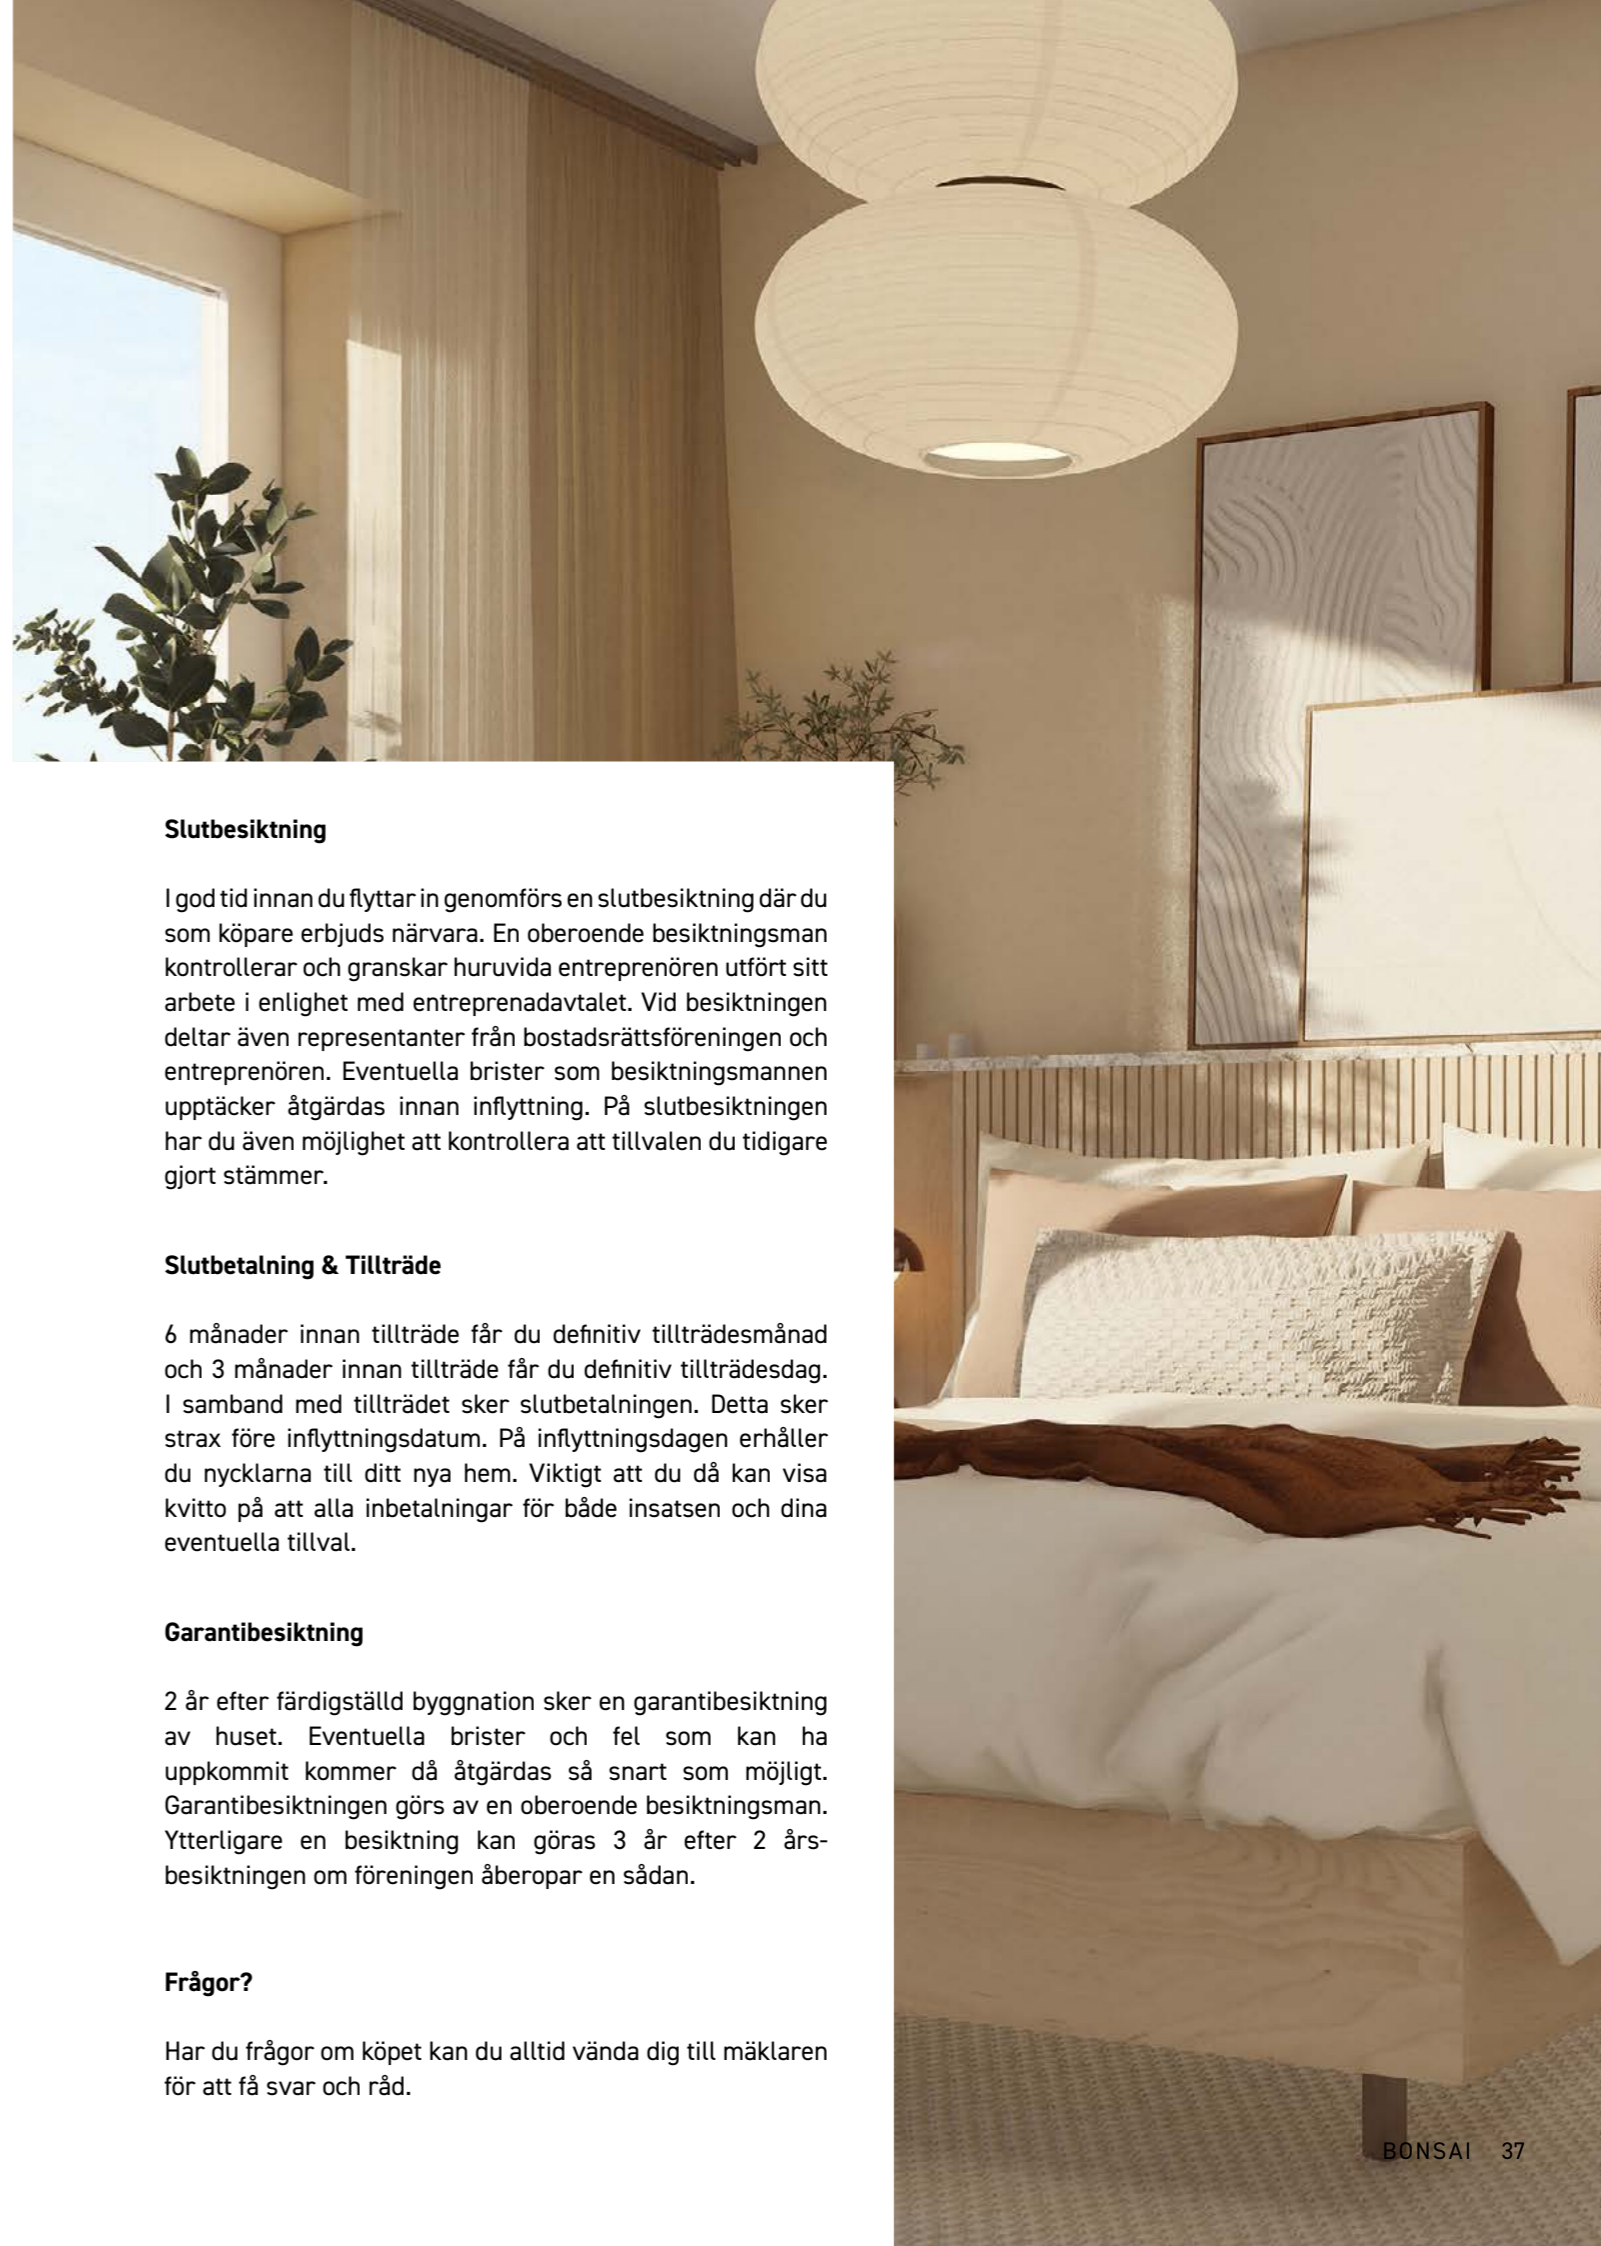 Slutbesiktning
I god tid innan du flyttar in genomförs en slutbesiktning där du
som köpare erbjuds närvara. En oberoende besiktningsman
kontrollerar och granskar huruvida entreprenören utfört sitt
arbete i enlighet med entreprenadavtalet. Vid besiktningen
deltar även representanter från bostadsrättsföreningen och
entreprenören. Eventuella brister som besiktningsmannen
upptäcker åtgärdas innan inflyttning. På slutbesiktningen
har du även möjlighet att kontrollera att tillvalen du tidigare
gjort stämmer.
Slutbetalning & Tillträde
6 månader innan tillträde får du definitiv tillträdesmånad
och 3 månader innan tillträde får du definitiv tillträdesdag.
I samband med tillträdet sker slutbetalningen. Detta sker
strax före inflyttningsdatum. På inflyttningsdagen erhåller
du nycklarna till ditt nya hem. Viktigt att du då kan visa
kvitto på att alla inbetalningar för både insatsen och dina
eventuella tillval.
Garantibesiktning
2 år efter färdigställd byggnation sker en garantibesiktning
av huset. Eventuella brister och fel som kan ha
uppkommit kommer då åtgärdas så snart som möjligt.
Garantibesiktningen görs av en oberoende besiktningsman.
Ytterligare en besiktning kan göras 3 år efter 2 års-
besiktningen om föreningen åberopar en sådan.
Frågor?
Har du frågor om köpet kan du alltid vända dig till mäklaren
för att få svar och råd.
BONSAI 37